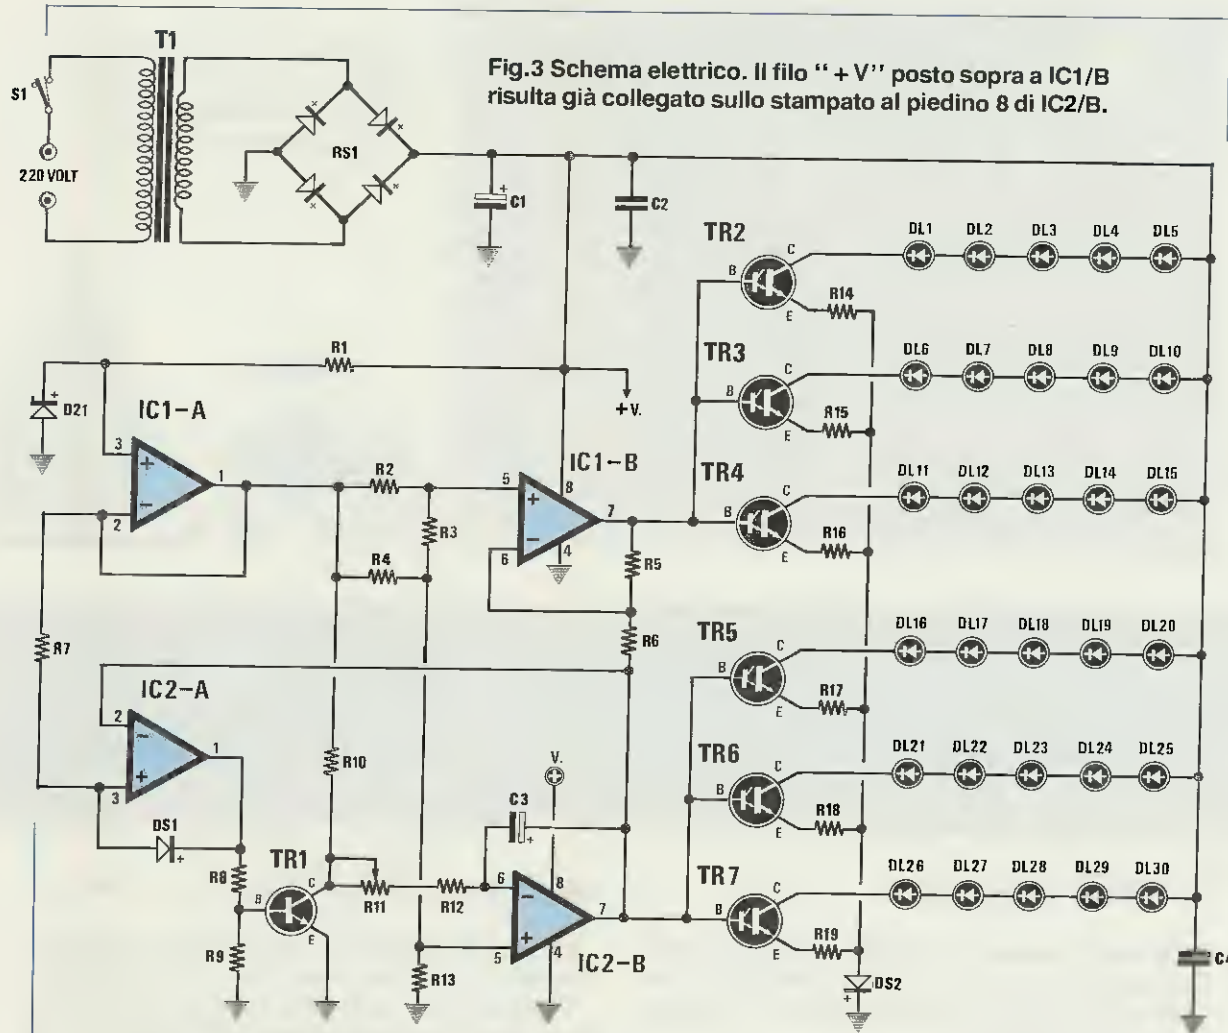 Fig.3 Schema elettrico. Il filo "+V" posto sopra a IC1/B
risulta già collegato sullo stampato al piedino 8 di IC2/B.
T1
S1
220 VOLT
RS1
C1
C2
TR2
B
C
E
R14
DL1 DL2 DL3 DL4 DL5
TR3
B
C
E
R15
DL6 DL7 DL8 DL9 DL10
TR4
B
C
E
R16
DL11 DL12 DL13 DL14 DL15
R1
+V.
D21
IC1-A
3
2
1
R2
R3
R4
IC1-B
5
6
8
4
7
R5
R6
R7
IC2-A
2
3
1
DS1
R8
R9
R10
TR1
B
C
E
R11
R12
C3
V.
6
5
8
4
7
IC2-B
R13
TR5
B
C
E
R17
DL16 DL17 DL18 DL19 DL20
TR6
B
C
E
R18
DL21 DL22 DL23 DL24 DL25
TR7
B
C
E
R19
DL26 DL27 DL28 DL29 DL30
DS2
C4